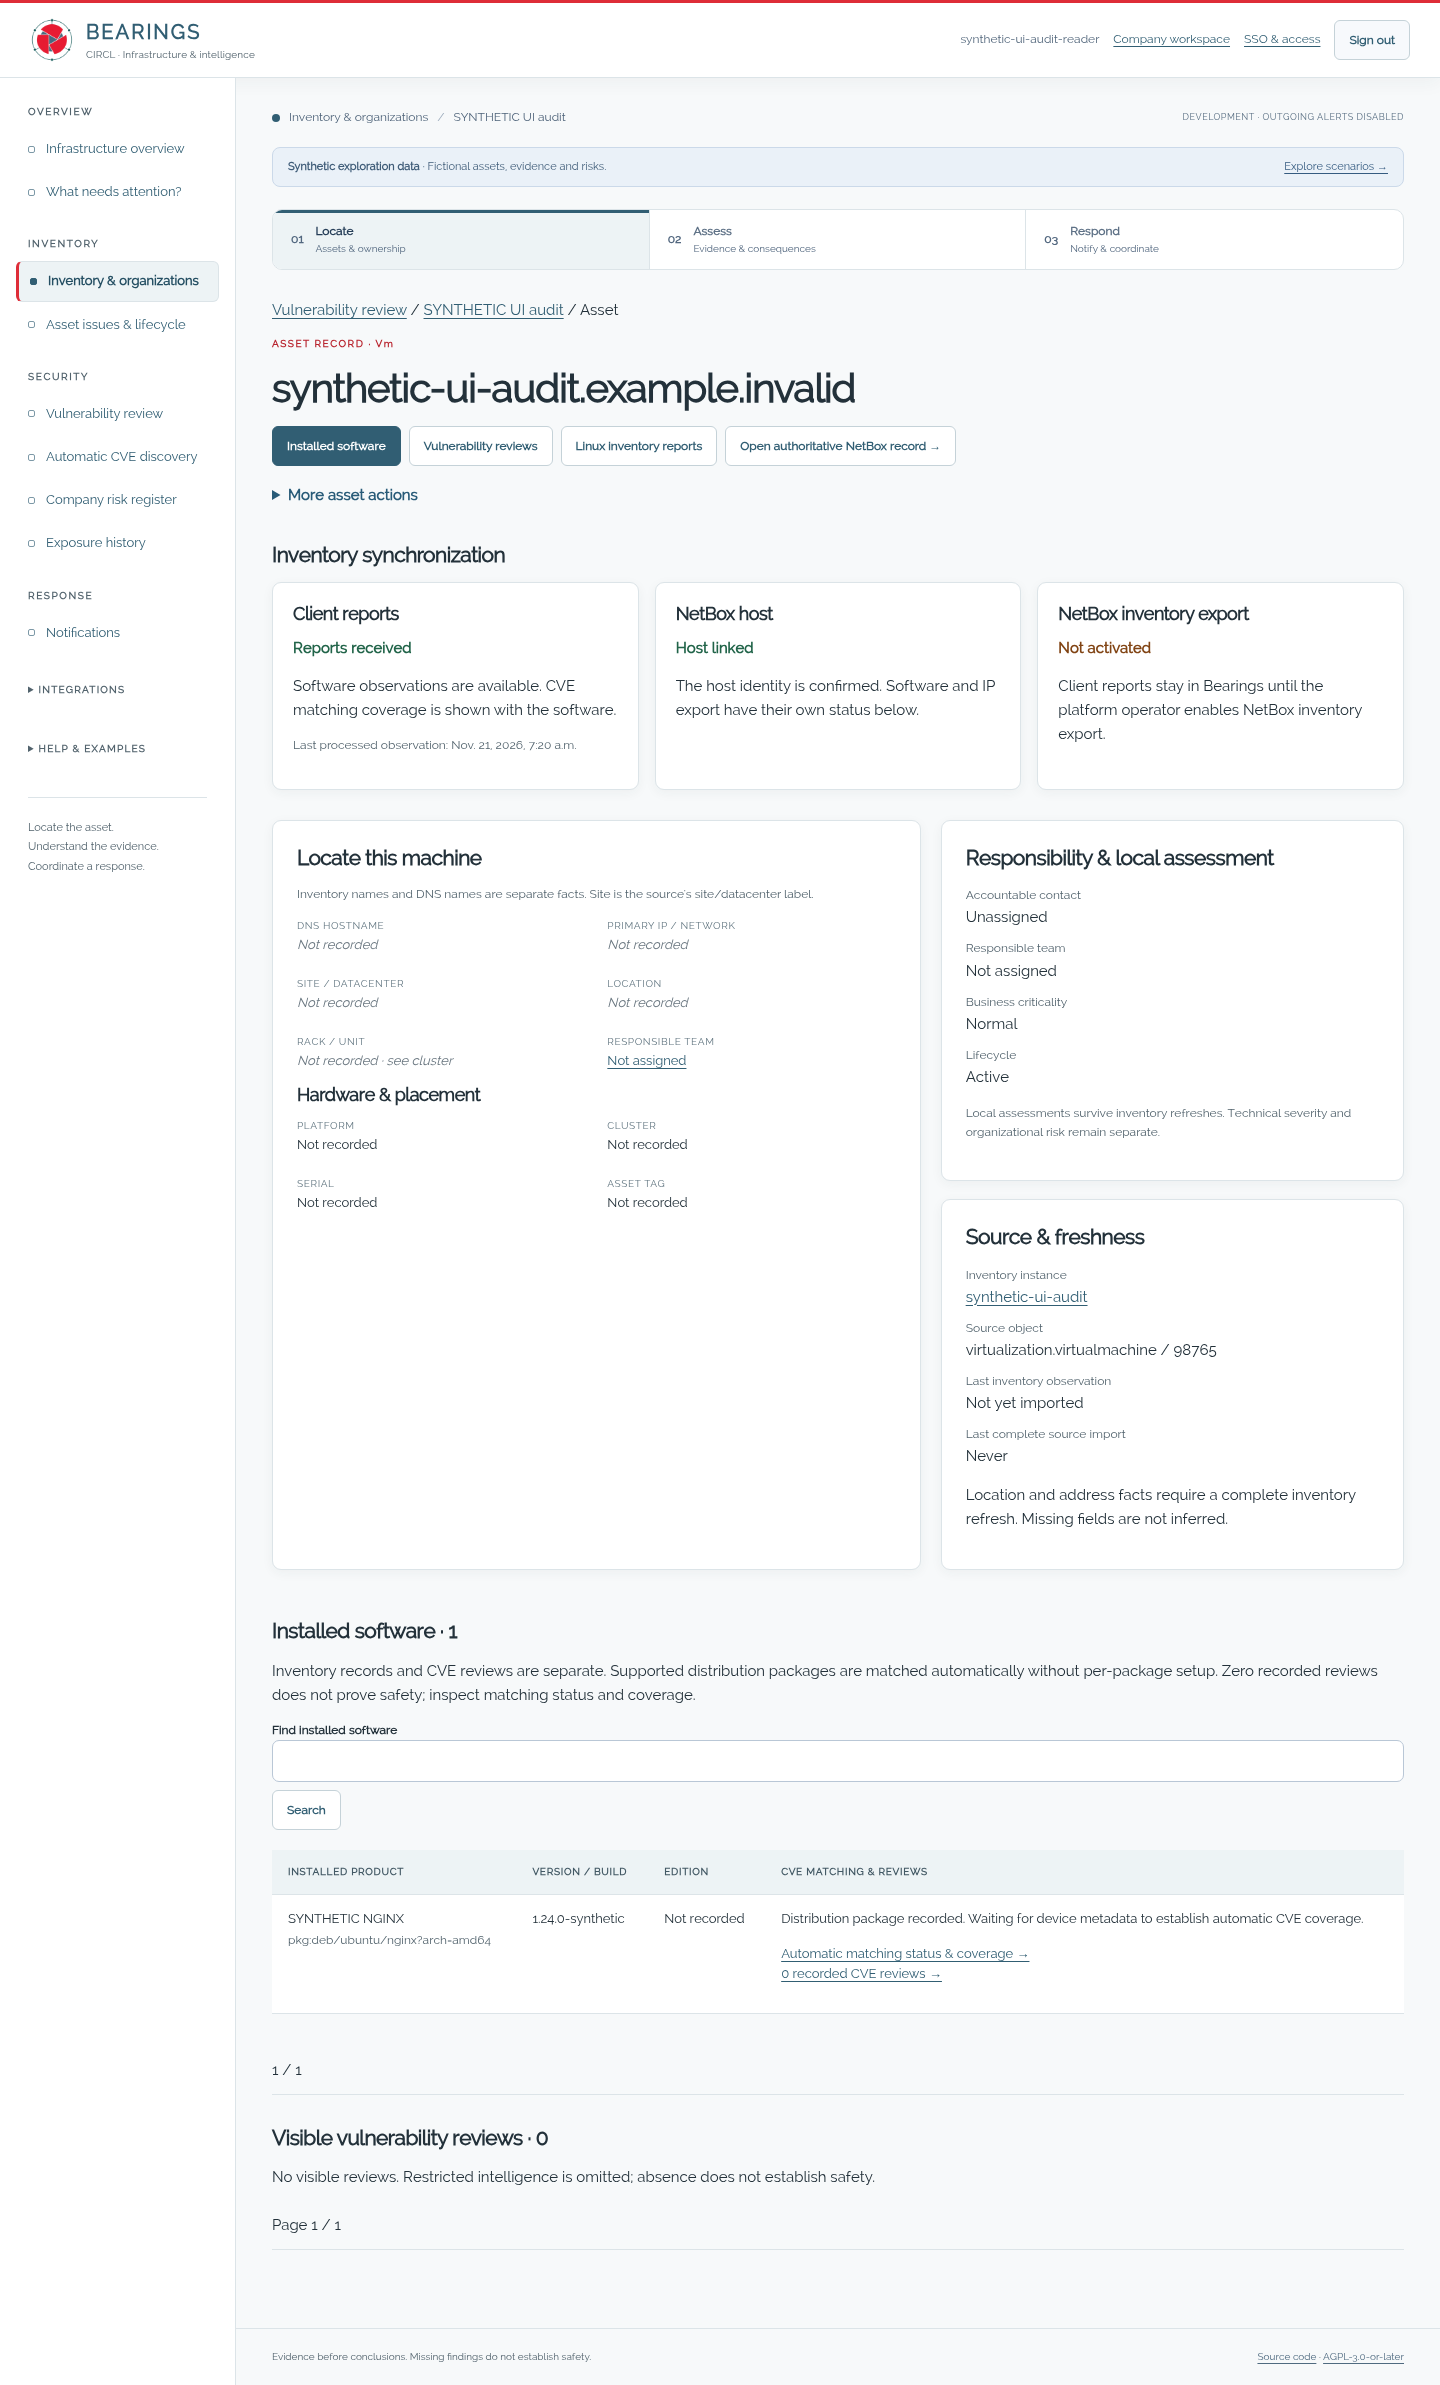 BEARINGS
CIRCL · Infrastructure & intelligence
synthetic-ui-audit-reader
Company workspace
SSO & access
Sign out
OVERVIEW
Infrastructure overview
What needs attention?
INVENTORY
Inventory & organizations
Asset issues & lifecycle
SECURITY
Vulnerability review
Automatic CVE discovery
Company risk register
Exposure history
RESPONSE
Notifications
INTEGRATIONS
HELP & EXAMPLES
Locate the asset.
Understand the evidence.
Coordinate a response.
Inventory & organizations / SYNTHETIC UI audit
DEVELOPMENT · OUTGOING ALERTS DISABLED
Synthetic exploration data · Fictional assets, evidence and risks.
Explore scenarios →
01 Locate
Assets & ownership
02 Assess
Evidence & consequences
03 Respond
Notify & coordinate
Vulnerability review / SYNTHETIC UI audit / Asset
ASSET RECORD · Vm
synthetic-ui-audit.example.invalid
Installed software
Vulnerability reviews
Linux inventory reports
Open authoritative NetBox record →
More asset actions
Inventory synchronization
Client reports
Reports received
Software observations are available. CVE
matching coverage is shown with the software.
Last processed observation: Nov. 21, 2026, 7:20 a.m.
NetBox host
Host linked
The host identity is confirmed. Software and IP
export have their own status below.
NetBox inventory export
Not activated
Client reports stay in Bearings until the
platform operator enables NetBox inventory
export.
Locate this machine
Inventory names and DNS names are separate facts. Site is the source's site/datacenter label.
DNS HOSTNAME
Not recorded
PRIMARY IP / NETWORK
Not recorded
SITE / DATACENTER
Not recorded
LOCATION
Not recorded
RACK / UNIT
Not recorded · see cluster
RESPONSIBLE TEAM
Not assigned
Hardware & placement
PLATFORM
Not recorded
CLUSTER
Not recorded
SERIAL
Not recorded
ASSET TAG
Not recorded
Responsibility & local assessment
Accountable contact
Unassigned
Responsible team
Not assigned
Business criticality
Normal
Lifecycle
Active
Local assessments survive inventory refreshes. Technical severity and
organizational risk remain separate.
Source & freshness
Inventory instance
synthetic-ui-audit
Source object
virtualization.virtualmachine / 98765
Last inventory observation
Not yet imported
Last complete source import
Never
Location and address facts require a complete inventory
refresh. Missing fields are not inferred.
Installed software · 1
Inventory records and CVE reviews are separate. Supported distribution packages are matched automatically without per-package setup. Zero recorded reviews
does not prove safety; inspect matching status and coverage.
Find installed software
Search
INSTALLED PRODUCT
VERSION / BUILD
EDITION
CVE MATCHING & REVIEWS
SYNTHETIC NGINX
pkg:deb/ubuntu/nginx?arch=amd64
1.24.0-synthetic
Not recorded
Distribution package recorded. Waiting for device metadata to establish automatic CVE coverage.
Automatic matching status & coverage →
0 recorded CVE reviews →
1 / 1
Visible vulnerability reviews · 0
No visible reviews. Restricted intelligence is omitted; absence does not establish safety.
Page 1 / 1
Evidence before conclusions. Missing findings do not establish safety.
Source code · AGPL-3.0-or-later